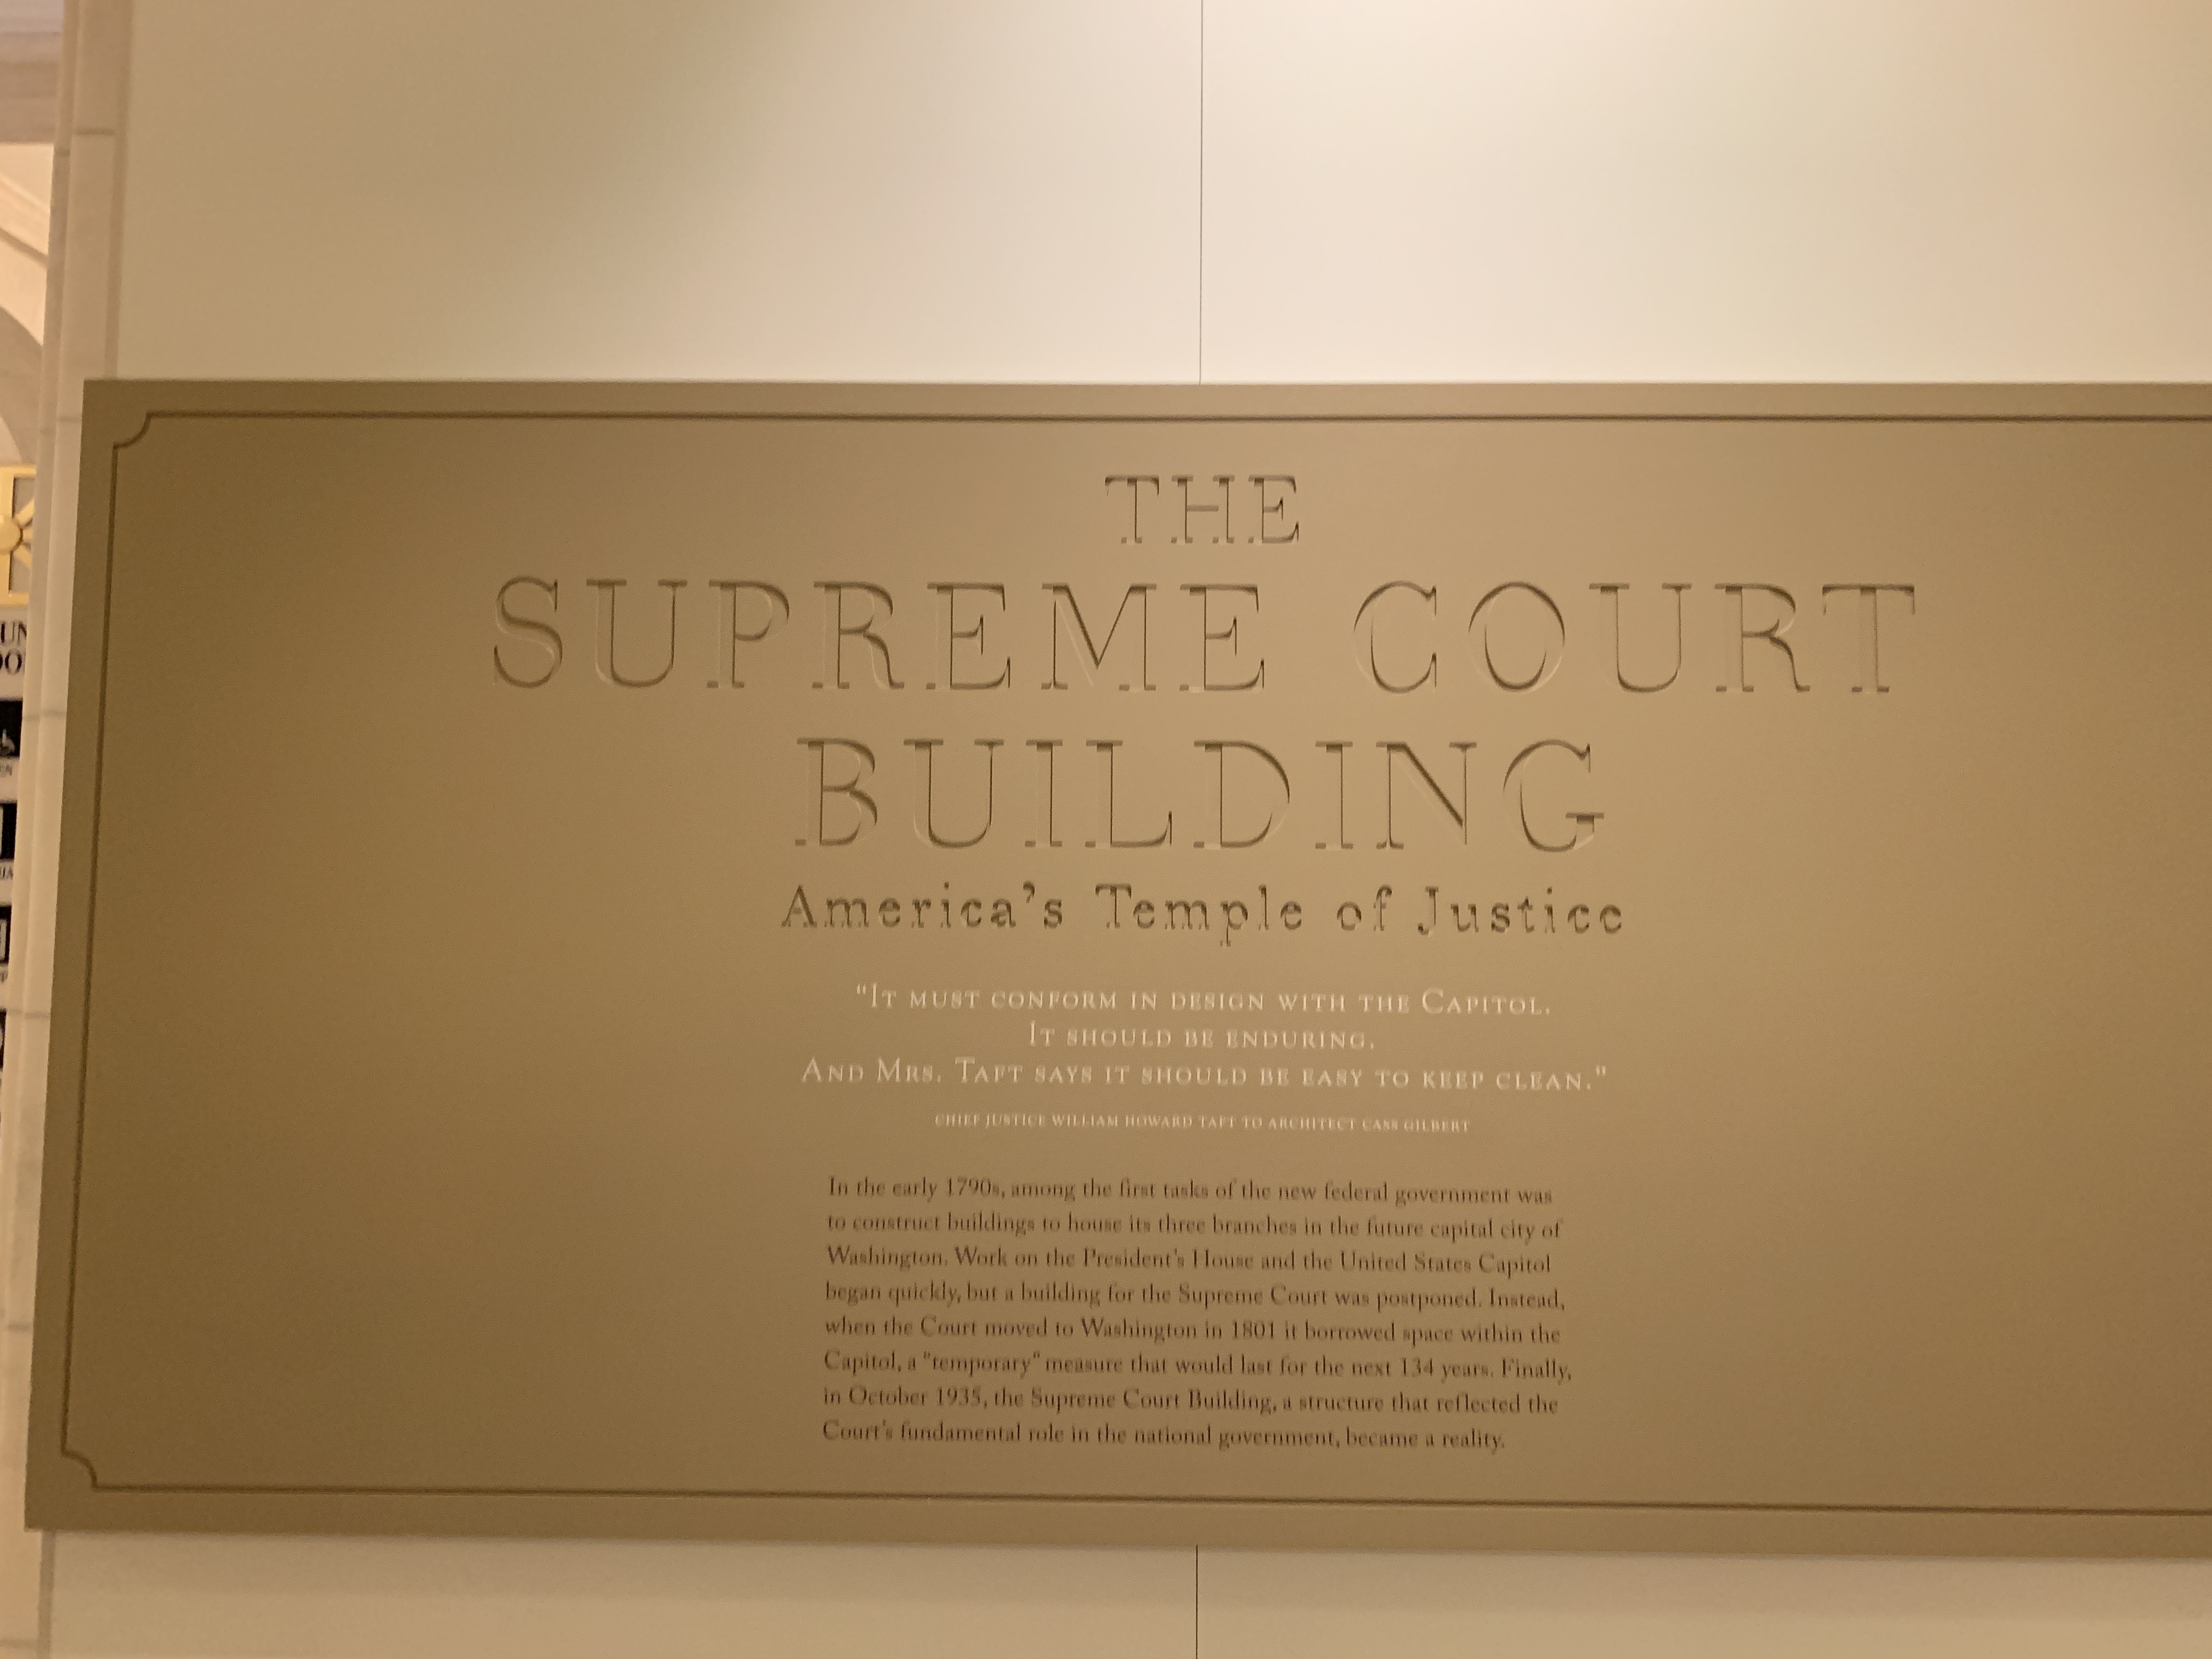 THE
SUPREME COURT
BUILDING
America's Temple of Justice
"IT MUST CONFORM IN DESIGN WITH THE CAPITOL.
IT SHOULD BE ENDURING.
AND MRS. TAFT SAYS IT SHOULD BE EASY TO KEEP CLEAN."
CHIEF JUSTICE WILLIAM HOWARD TAFT TO ARCHITECT CASS GILBERT
In the early 1790s, among the first tasks of the new federal government was
to construct buildings to house its three branches in the future capital city of
Washington. Work on the President's House and the United States Capitol
began quickly, but a building for the Supreme Court was postponed. Instead,
when the Court moved to Washington in 1801 it borrowed space within the
Capitol, a "temporary" measure that would last for the next 134 years. Finally,
in October 1935, the Supreme Court Building, a structure that reflected the
Court's fundamental role in the national government, became a reality.